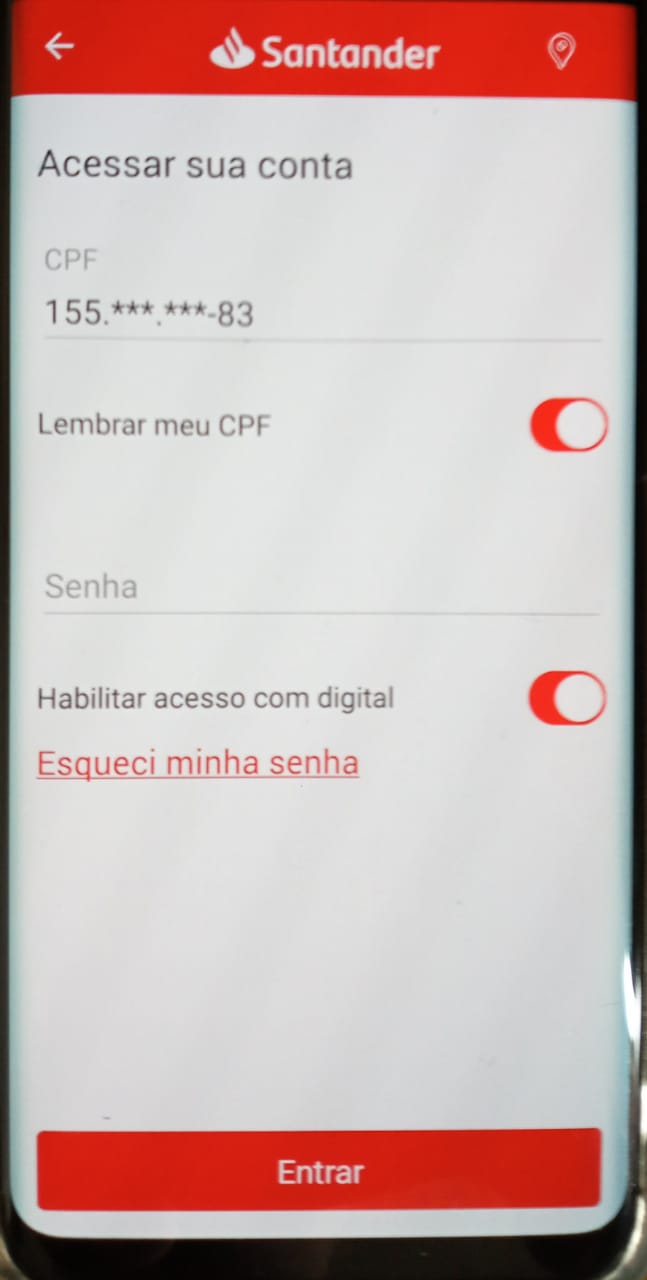 Santander
Acessar sua conta
CPF
155.***.***-83
Lembrar meu CPF
Senha
Habilitar acesso com digital
Esqueci minha senha
Entrar